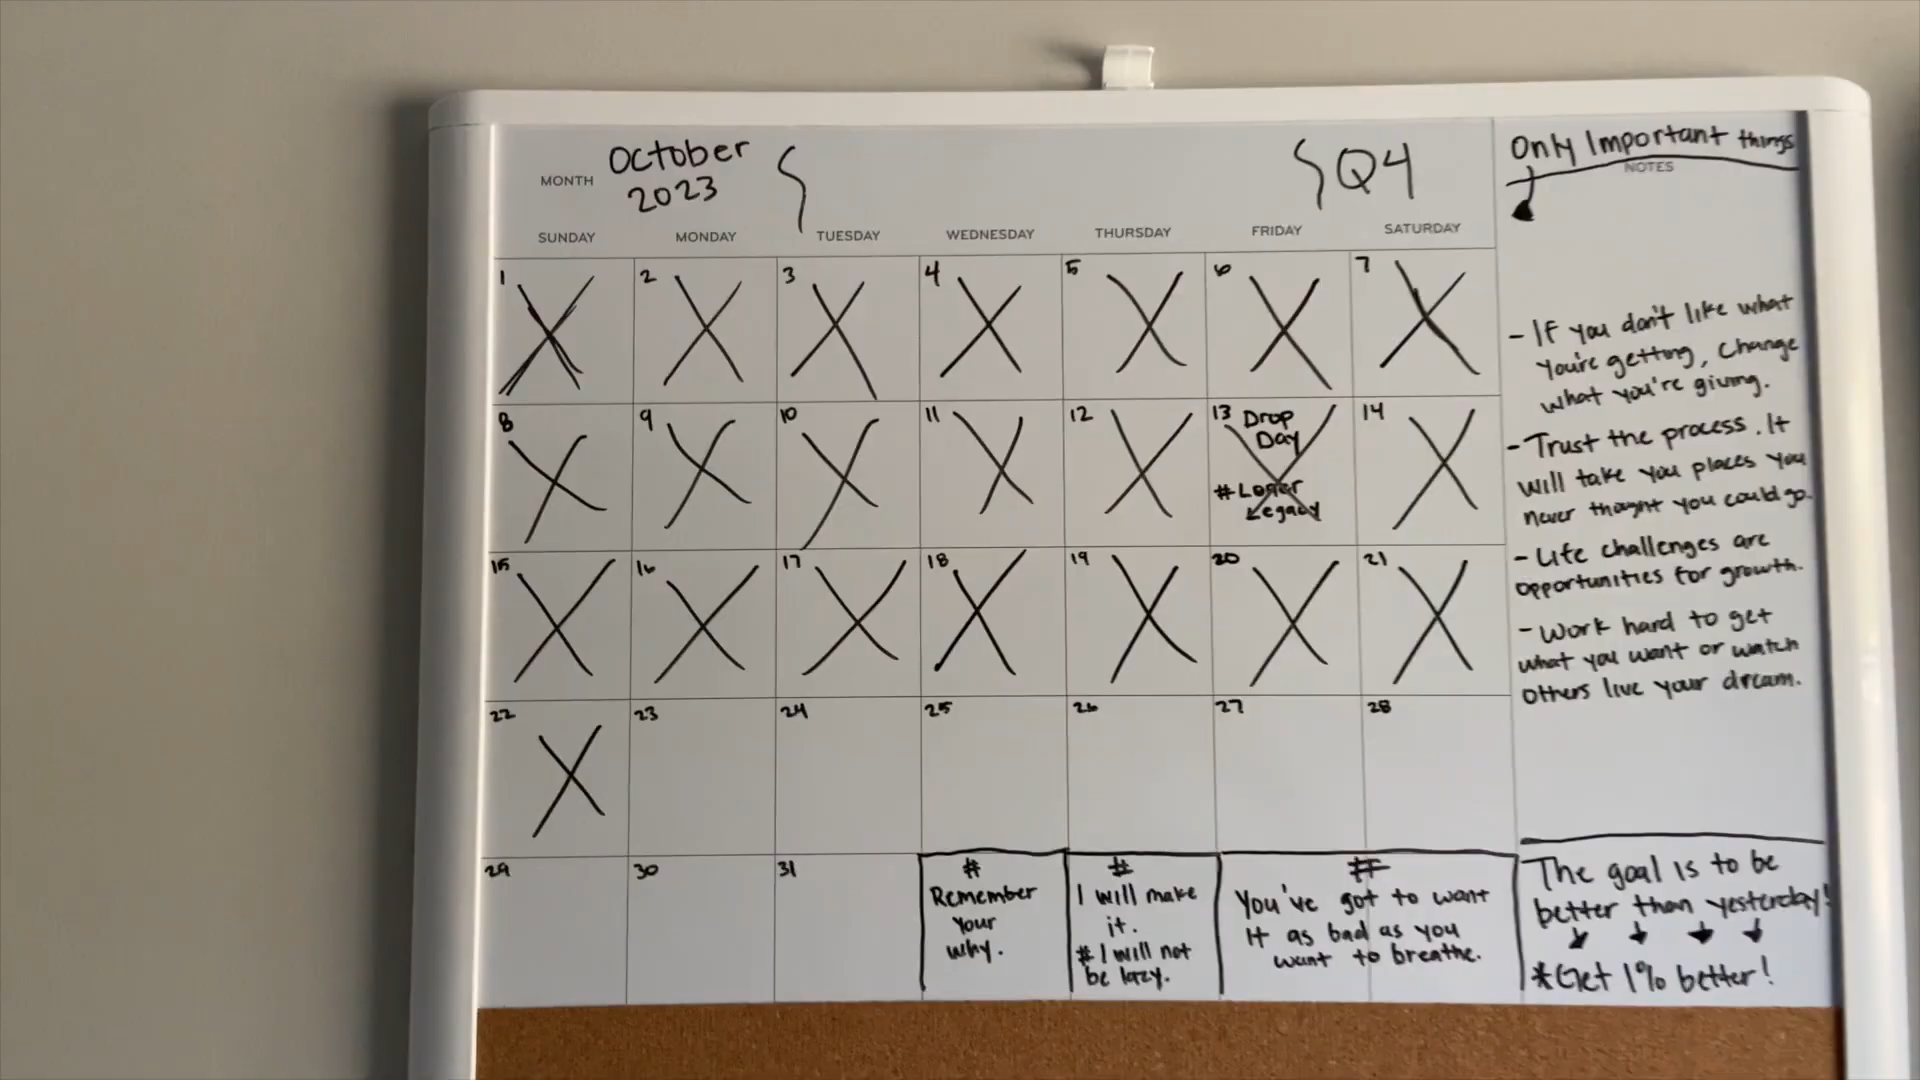 October
MONTH
2023
Q4
SUNDAY MONDAY TUESDAY WEDNESDAY THURSDAY FRIDAY SATURDAY
1 2 3 4 5 6 7
8 9 10 11 12 13 14
Drop
Day
#Loner
Legacy
15 16 17 18 19 20 21
22 23 24 25 26 27 28
29 30 31
#
Remember
Your
why.
#
I will make
it.
# I will not
be lazy.
#
You've got to want
it as bad as you
want to breathe.
Only Important things
NOTES
- If you don't like what
you're getting, change
what you're giving.
- Trust the process. It
will take you places you
never thought you could go.
- Life challenges are
opportunities for growth.
- Work hard to get
what you want or watch
others live your dream.
The goal is to be
better than yesterday!
*Get 1% better!